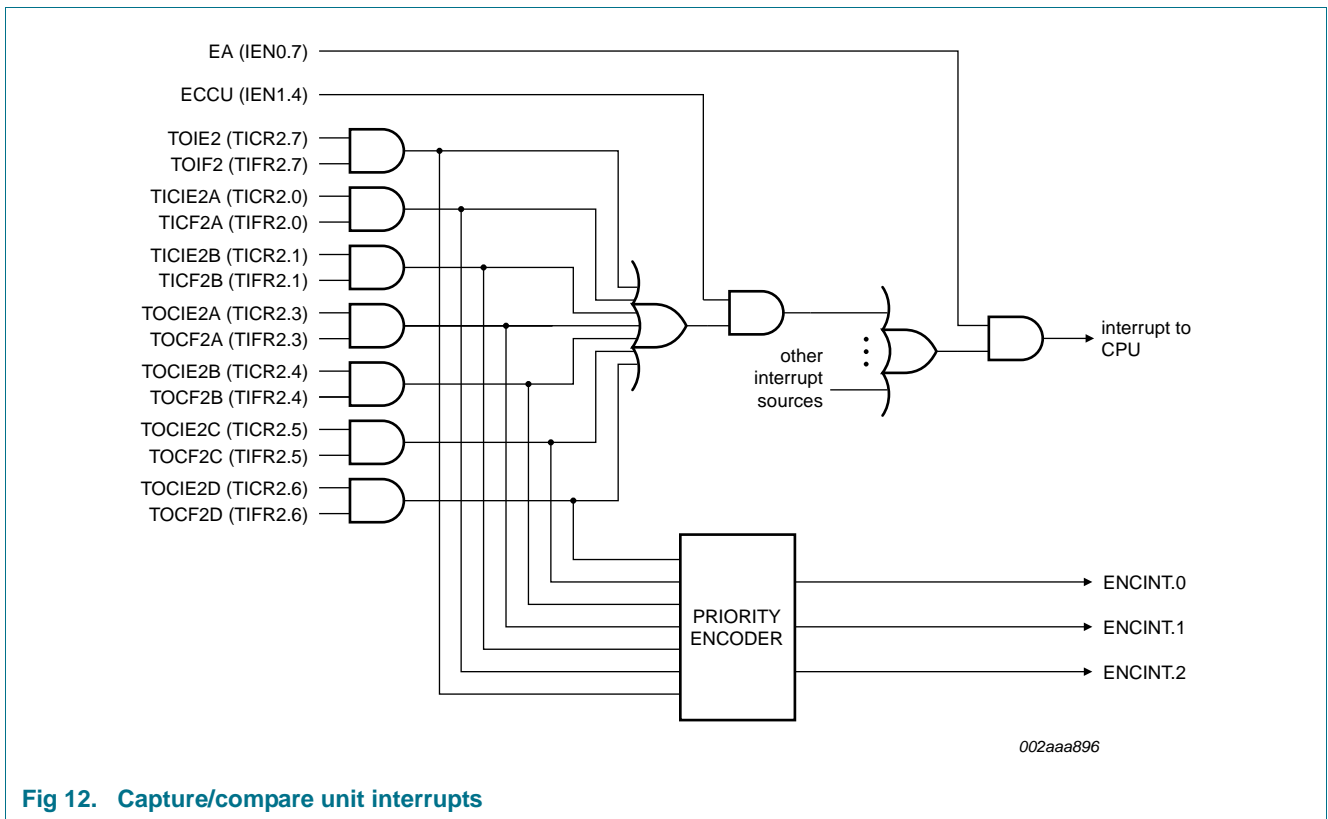 EA (IEN0.7)
ECCU (IEN1.4)
TOIE2 (TICR2.7)
TOIF2 (TIFR2.7)
TICIE2A (TICR2.0)
TICF2A (TIFR2.0)
TICIE2B (TICR2.1)
TICF2B (TIFR2.1)
TOCIE2A (TICR2.3)
TOCF2A (TIFR2.3)
TOCIE2B (TICR2.4)
TOCF2B (TIFR2.4)
TOCIE2C (TICR2.5)
TOCF2C (TIFR2.5)
TOCIE2D (TICR2.6)
TOCF2D (TIFR2.6)
other
interrupt
sources
interrupt to
CPU
PRIORITY
ENCODER
ENCINT.0
ENCINT.1
ENCINT.2
002aaa896
Fig 12. Capture/compare unit interrupts